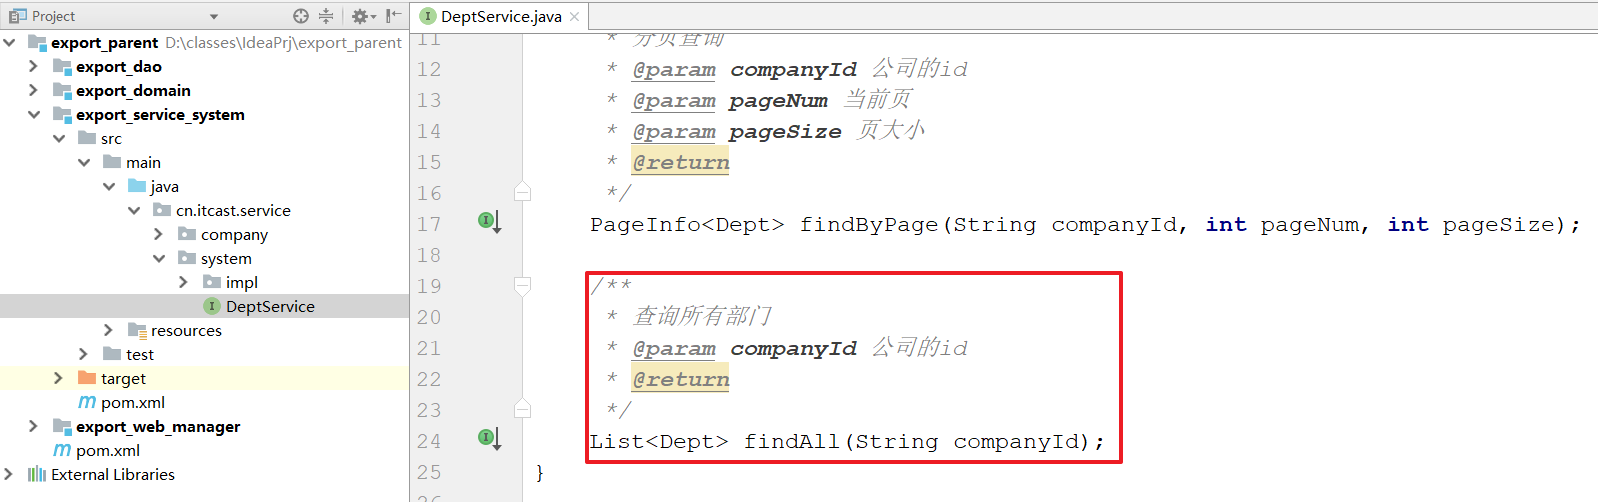 Project
DeptService.java
export_parent D:\classes\IdeaPrj\export_parent
export_dao
export_domain
export_service_system
src
main
java
cn.itcast.service
company
system
impl
DeptService
resources
test
target
pom.xml
export_web_manager
pom.xml
External Libraries
11 * 分页查询
12 * @param companyId 公司的id
13 * @param pageNum 当前页
14 * @param pageSize 页大小
15 * @return
16 */
17 PageInfo<Dept> findByPage(String companyId, int pageNum, int pageSize);
18
19 /**
20 * 查询所有部门
21 * @param companyId 公司的id
22 * @return
23 */
24 List<Dept> findAll(String companyId);
25 }
26